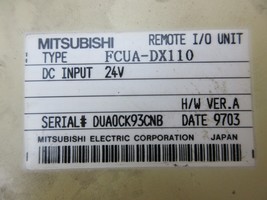 MITSUBISHI REMOTE I/O UNIT
TYPE FCUA-DX110
DC INPUT 24V
H/W VER.A
SERIAL# DUA0CK93CNB DATE 9703
MITSUBISHI ELECTRIC CORPORATION JAPAN